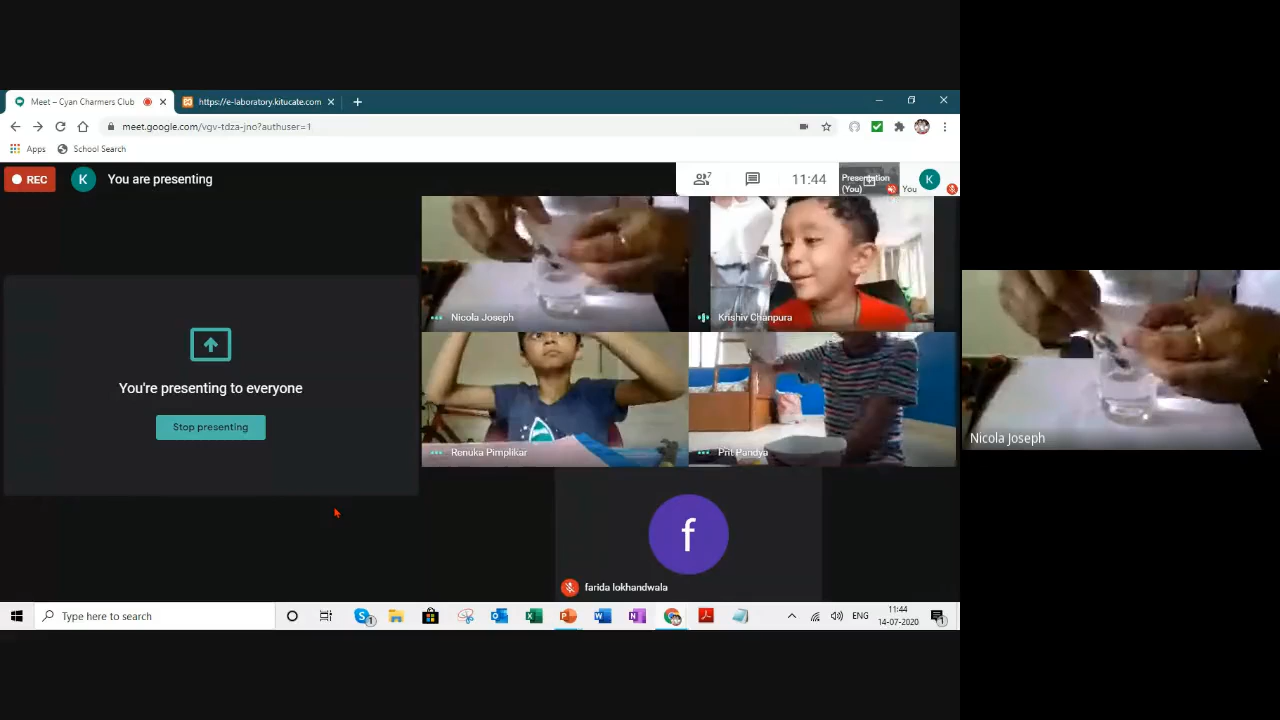 Meet – Cyan Charmers Club
https://e-laboratory.kitucate.com
meet.google.com/vgv-tdza-jno?authuser=1
Apps
School Search
REC
K
You are presenting
7
11:44
Presentation
(You)
You
K
You're presenting to everyone
Stop presenting
Nicola Joseph
Krishiv Chanpura
Renuka Pimplikar
Prit Pandya
f
farida lokhandwala
Nicola Joseph
Type here to search
1
ENG
11:44
14-07-2020
1